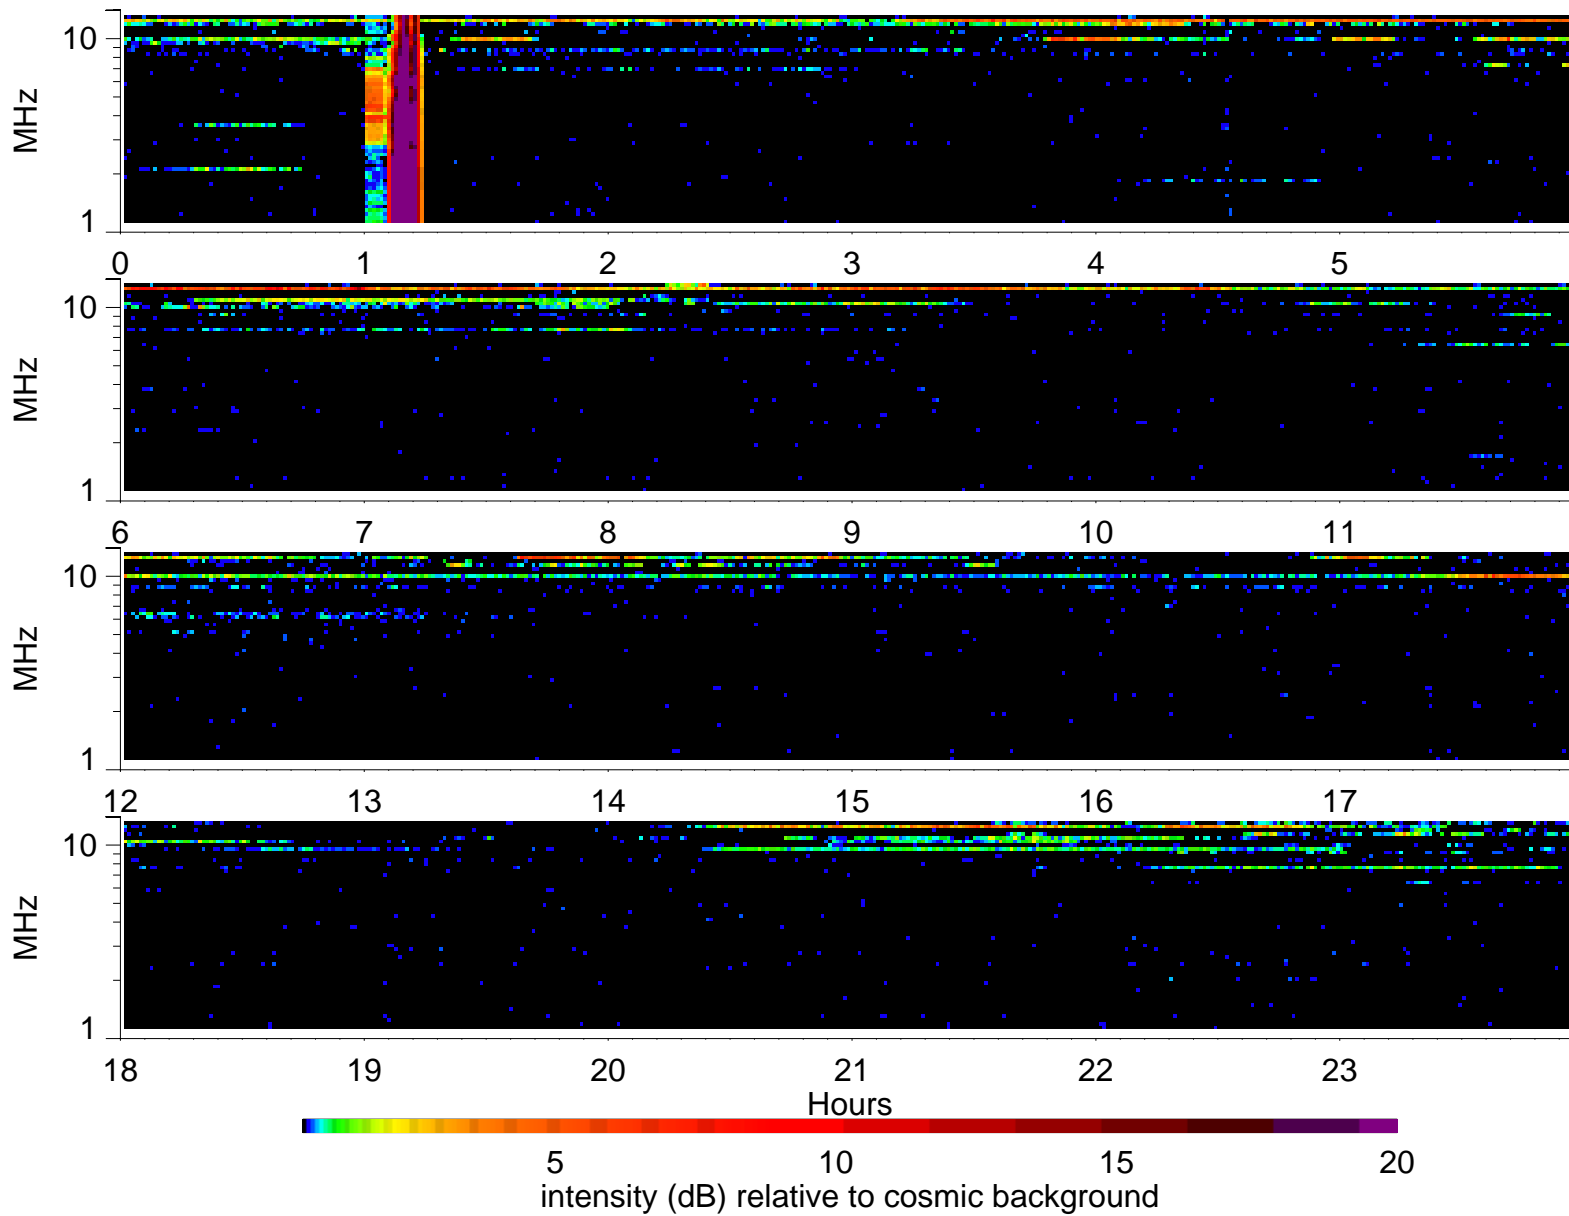 MHz 10 1
0 1 2 3 4 5
MHz 10 1
6 7 8 9 10 11
MHz 10 1
12 13 14 15 16 17
MHz 10 1
18 19 20 21 22 23
Hours
5 10 15 20
intensity (dB) relative to cosmic background